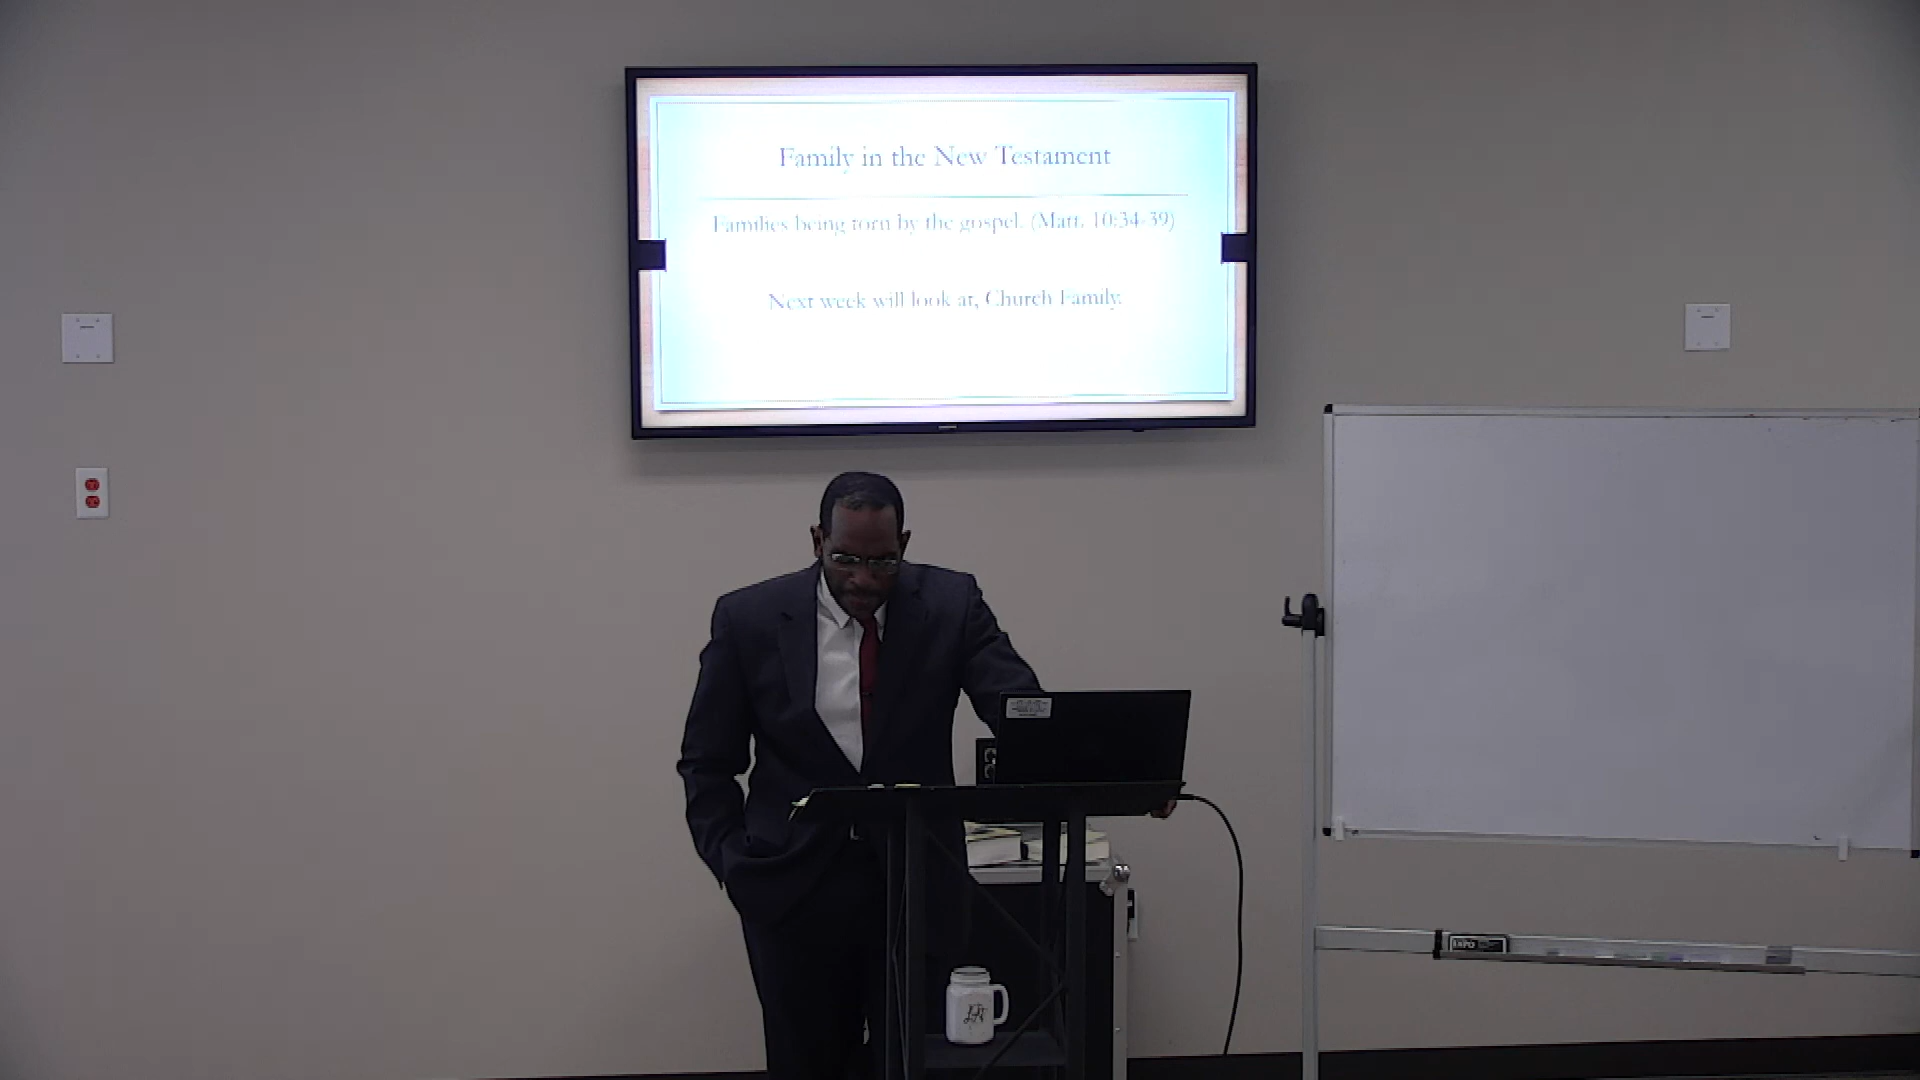 Family in the New Testament
Families being torn by the gospel. (Matt. 10:34-39)
Next week will look at, Church Family.
EXPO